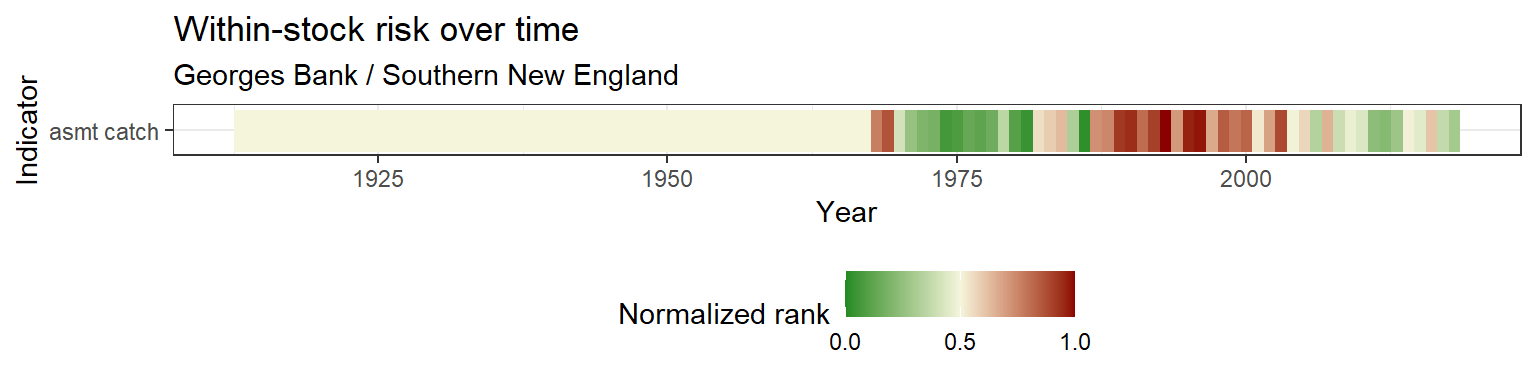 Within-stock risk over time
Georges Bank / Southern New England
Indicator
asmt catch
1925 1950 1975 2000
Year
Normalized rank
0.0 0.5 1.0